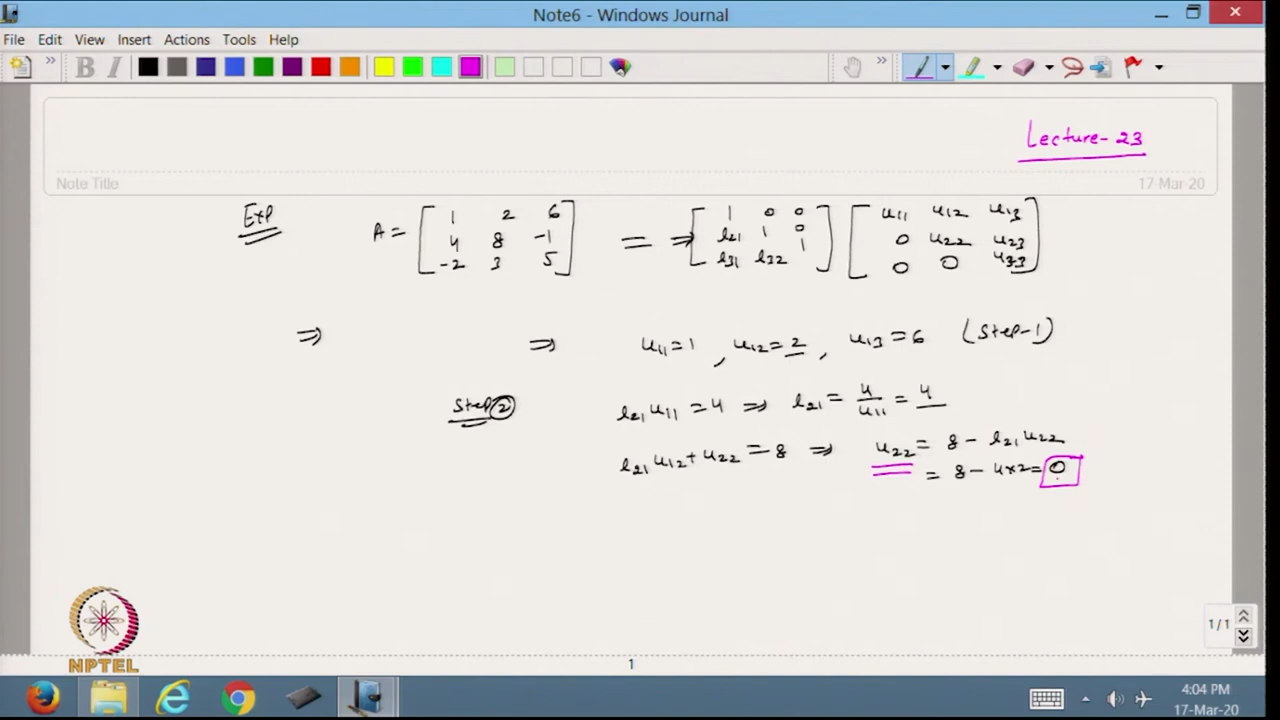 Note6 - Windows Journal
File Edit View Insert Actions Tools Help
Lecture-23
Note Title
17-Mar-20
Exp A = [ 1 2 6 = ⇒ [ 1 0 0 [ u11 u12 u13
4 8 -1 l21 1 0 0 u22 u23
-2 3 5 ] l31 l32 1 ] 0 0 u33 ]
⇒ ⇒ u11 = 1 , u12 = 2 , u13 = 6 (Step-1)
Step 2 l21 u11 = 4 ⇒ l21 = 4/u11 = 4
l21 u12 + u22 = 8 ⇒ u22 = 8 - l21 u22
= 8 - 4×2 = 0
1/1
NPTEL
1
4:04 PM
17-Mar-20